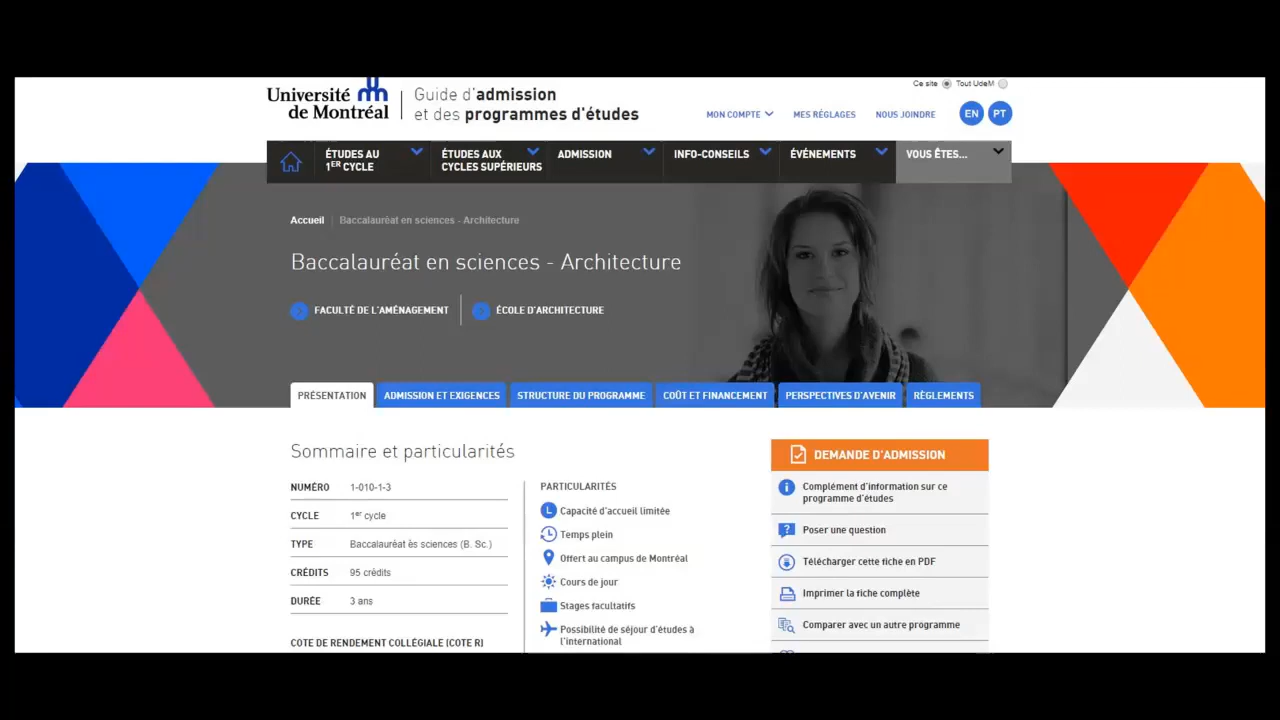 Ce site Tout UdeM
Université
de Montréal
Guide d'admission
et des programmes d'études
MON COMPTE MES RÉGLAGES NOUS JOINDRE EN PT
ÉTUDES AU
1ER CYCLE
ÉTUDES AUX
CYCLES SUPÉRIEURS
ADMISSION
INFO-CONSEILS
ÉVÉNEMENTS
VOUS ÊTES...
Accueil Baccalauréat en sciences - Architecture
Baccalauréat en sciences - Architecture
FACULTÉ DE L'AMÉNAGEMENT ÉCOLE D'ARCHITECTURE
PRÉSENTATION ADMISSION ET EXIGENCES STRUCTURE DU PROGRAMME COÛT ET FINANCEMENT PERSPECTIVES D'AVENIR RÈGLEMENTS
Sommaire et particularités
NUMÉRO 1-010-1-3
CYCLE 1er cycle
TYPE Baccalauréat ès sciences (B. Sc.)
CRÉDITS 95 crédits
DURÉE 3 ans
COTE DE RENDEMENT COLLÉGIALE (COTE R)
PARTICULARITÉS
Capacité d'accueil limitée
Temps plein
Offert au campus de Montréal
Cours de jour
Stages facultatifs
Possibilité de séjour d'études à
l'international
DEMANDE D'ADMISSION
Complément d'information sur ce
programme d'études
Poser une question
Télécharger cette fiche en PDF
Imprimer la fiche complète
Comparer avec un autre programme